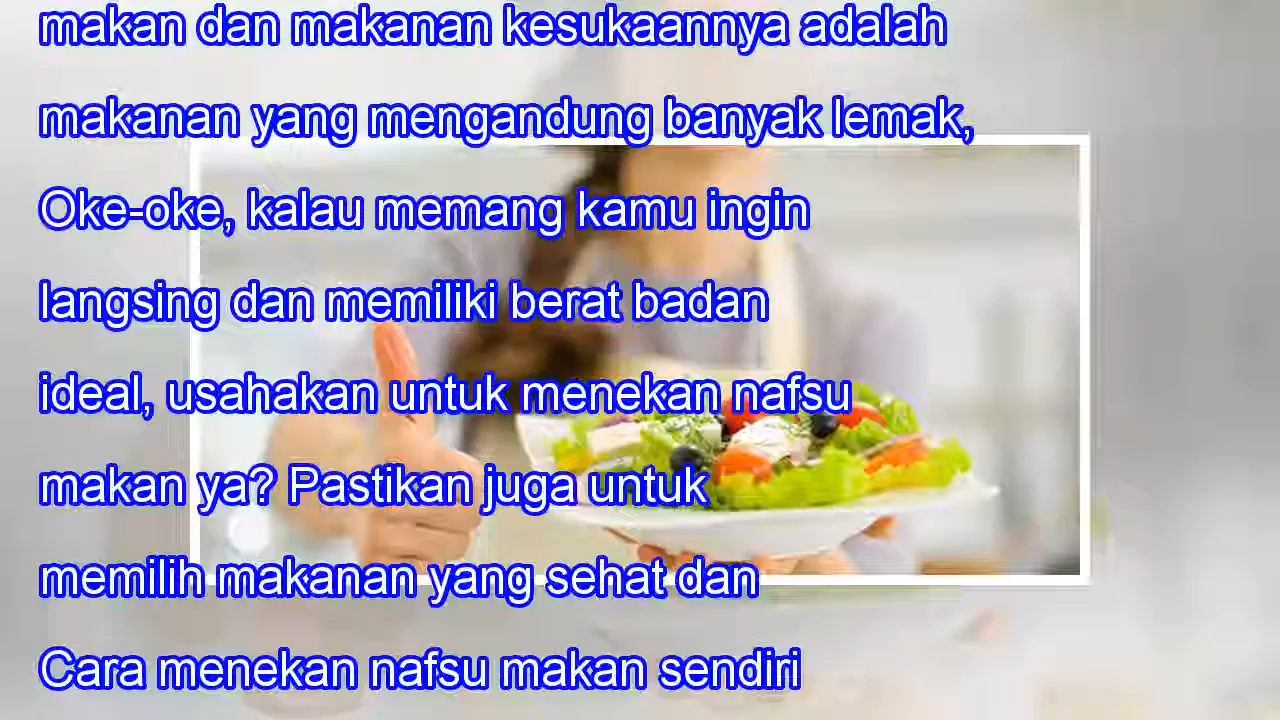 makan dan makanan kesukaannya adalah
makanan yang mengandung banyak lemak,
Oke-oke, kalau memang kamu ingin
langsing dan memiliki berat badan
ideal, usahakan untuk menekan nafsu
makan ya? Pastikan juga untuk
memilih makanan yang sehat dan
Cara menekan nafsu makan sendiri